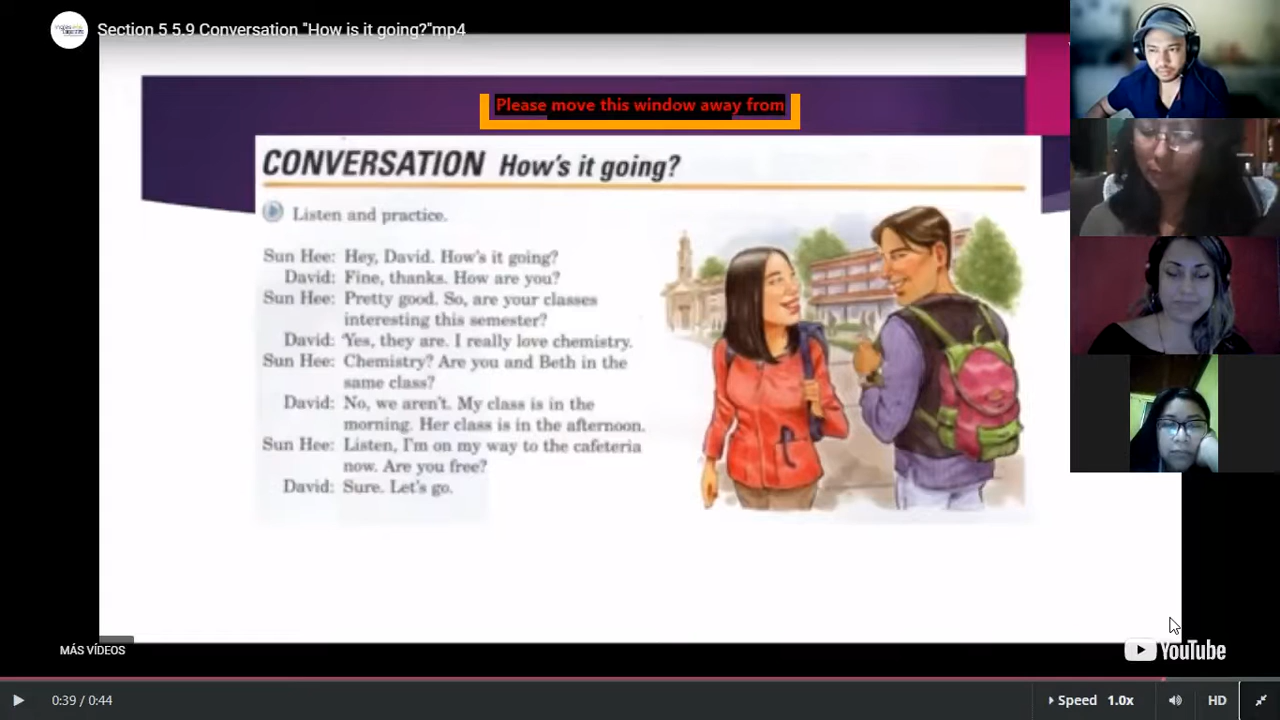 Section 5 5.9 Conversation "How is it going?"mp4
Please move this window away from
CONVERSATION How's it going?
Listen and practice.
Sun Hee: Hey, David. How's it going?
David: Fine, thanks. How are you?
Sun Hee: Pretty good. So, are your classes
interesting this semester?
David: Yes, they are. I really love chemistry.
Sun Hee: Chemistry? Are you and Beth in the
same class?
David: No, we aren't. My class is in the
morning. Her class is in the afternoon.
Sun Hee: Listen, I'm on my way to the cafeteria
now. Are you free?
David: Sure. Let's go.
MÁS VÍDEOS
YouTube
0:39 / 0:44
Speed 1.0x
HD